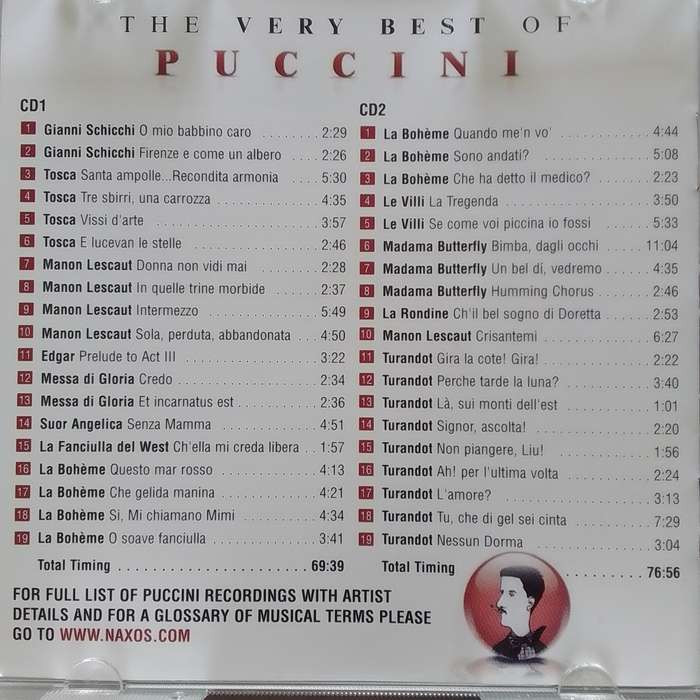 THE VERY BEST OF
PUCCINI
CD1
1 Gianni Schicchi O mio babbino caro ........ 2:29
2 Gianni Schicchi Firenze e come un albero ...... 2:26
3 Tosca Santa ampolle...Recondita armonia ...... 5:30
4 Tosca Tre sbirri, una carrozza ............ 4:35
5 Tosca Vissi d'arte .................. 3:57
6 Tosca E lucevan le stelle ............... 2:46
7 Manon Lescaut Donna non vidi mai ......... 2:28
8 Manon Lescaut In quelle trine morbide ....... 2:37
9 Manon Lescaut Intermezzo .............. 5:49
10 Manon Lescaut Sola, perduta, abbandonata .... 4:50
11 Edgar Prelude to Act III ................ 3:22
12 Messa di Gloria Credo ................ 2:34
13 Messa di Gloria Et incarnatus est .......... 2:36
14 Suor Angelica Senza Mamma ............ 4:51
15 La Fanciulla del West Ch'ella mi creda libera .. 1:57
16 La Bohème Questo mar rosso ............ 4:13
17 La Bohème Che gelida manina ............ 4:21
18 La Bohème Si, Mi chiamano Mimi .......... 4:34
19 La Bohème O soave fanciulla ............. 3:41
Total Timing .................... 69:39
CD2
1 La Bohème Quando me'n vo' ............ 4:44
2 La Bohème Sono andati? ............... 5:08
3 La Bohème Che ha detto il medico? ........ 2:23
4 Le Villi La Tregenda .................. 3:50
5 Le Villi Se come voi piccina io fossi ........ 5:33
6 Madama Butterfly Bimba, dagli occhi ...... 11:04
7 Madama Butterfly Un bel di, vedremo ...... 4:35
8 Madama Butterfly Humming Chorus ....... 2:46
9 La Rondine Ch'il bel sogno di Doretta ....... 2:53
10 Manon Lescaut Crisantemi ............. 6:27
11 Turandot Gira la cote! Gira! ............. 2:22
12 Turandot Perche tarde la luna? ........... 3:40
13 Turandot Là, sui monti dell'est ........... 1:01
14 Turandot Signor, ascolta! .............. 2:20
15 Turandot Non piangere, Liu! ............ 1:56
16 Turandot Ah! per l'ultima volta ........... 2:24
17 Turandot L'amore? .................. 3:13
18 Turandot Tu, che di gel sei cinta .......... 7:29
19 Turandot Nessun Dorma .............. 3:04
Total Timing .......... 76:56
FOR FULL LIST OF PUCCINI RECORDINGS WITH ARTIST
DETAILS AND FOR A GLOSSARY OF MUSICAL TERMS PLEASE
GO TO WWW.NAXOS.COM